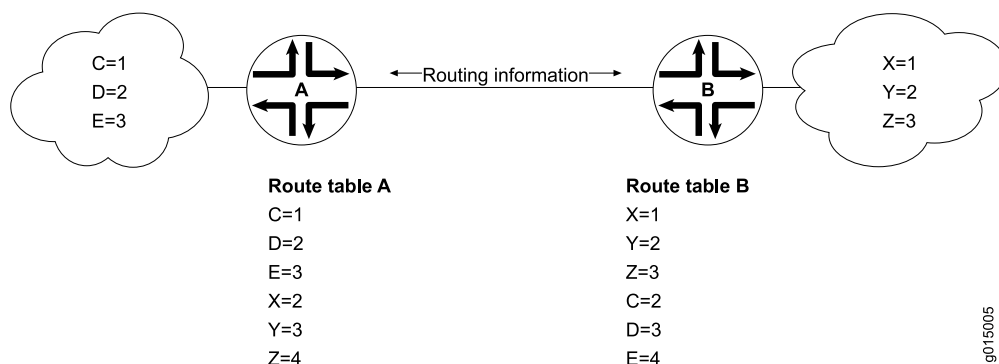 C=1
D=2
E=3
A
Routing information
B
X=1
Y=2
Z=3
Route table A
C=1
D=2
E=3
X=2
Y=3
Z=4
Route table B
X=1
Y=2
Z=3
C=2
D=3
E=4
g015005